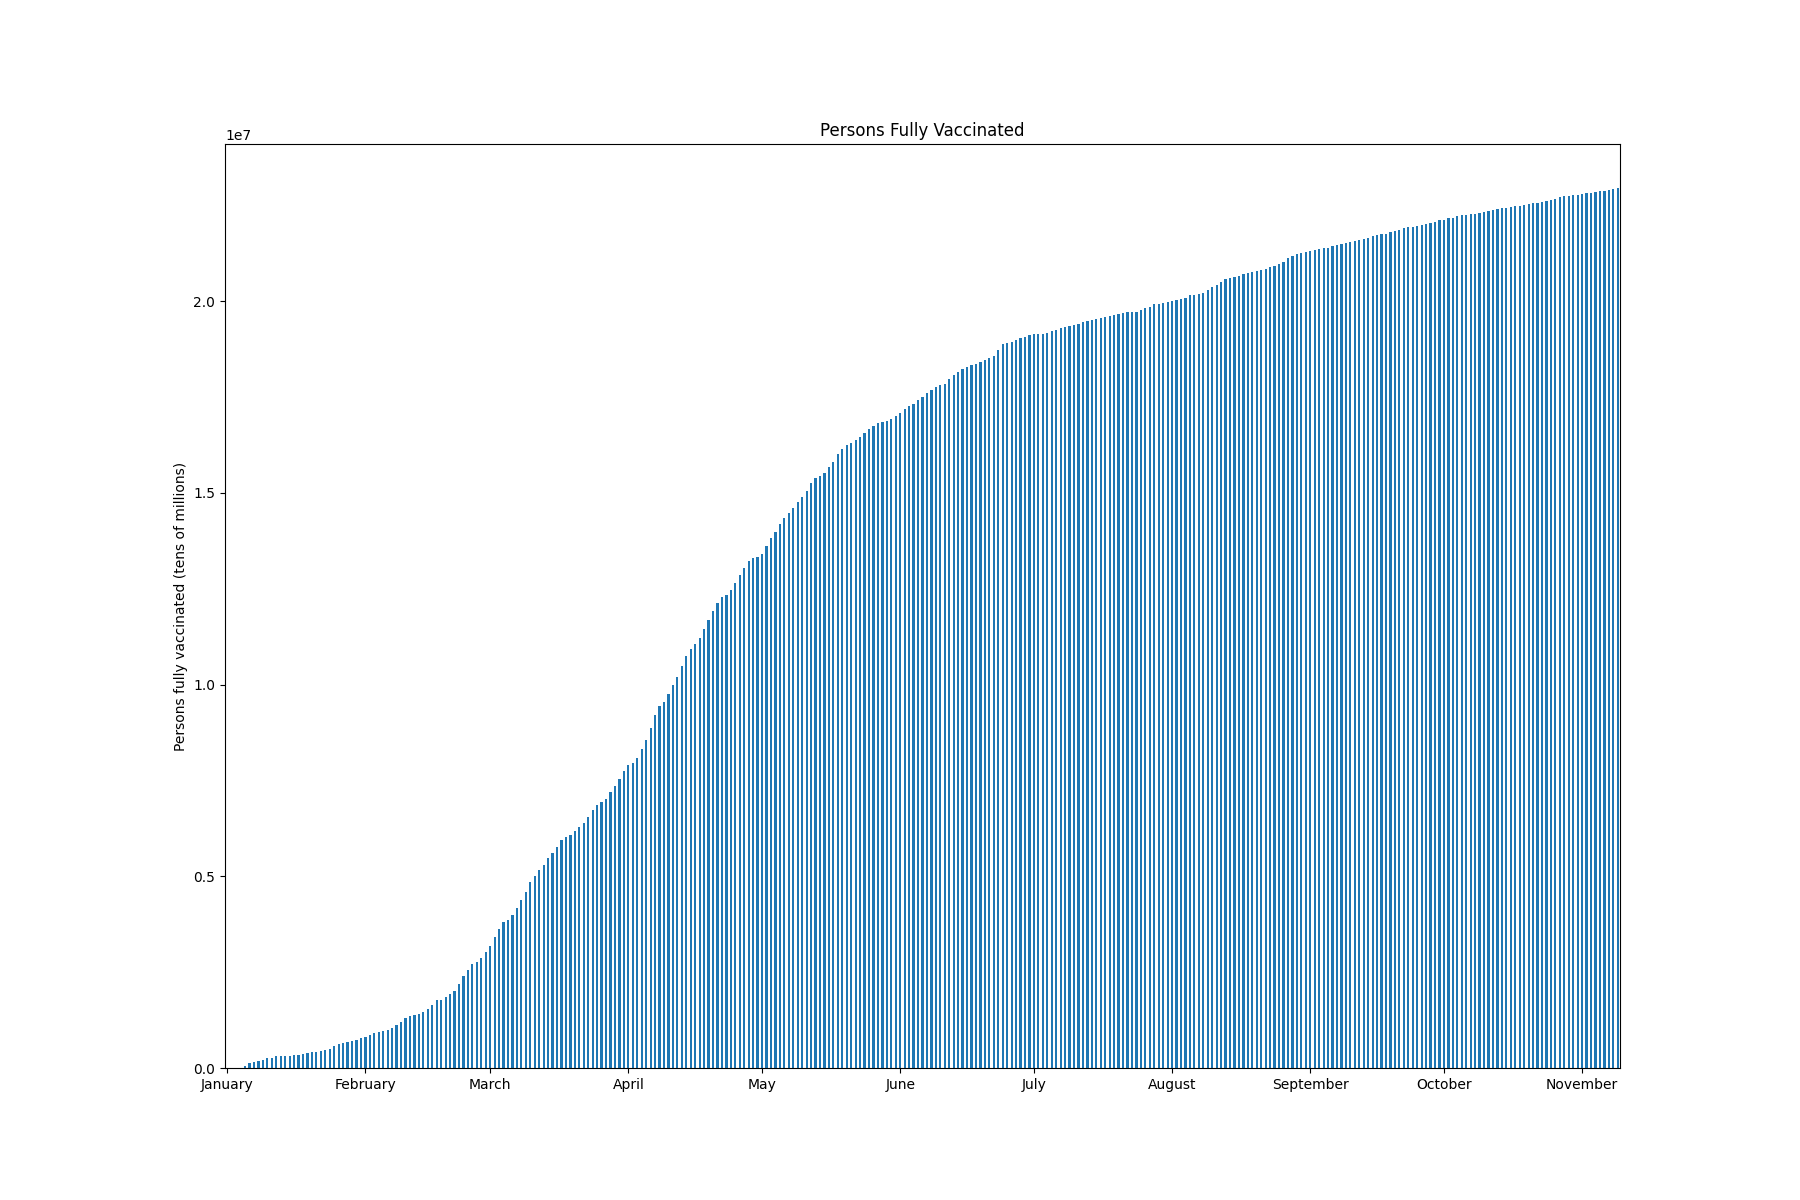 Persons Fully Vaccinated
1e7
Persons fully vaccinated (tens of millions)
2.0
1.5
1.0
0.5
0.0
January February March April May June July August September October November